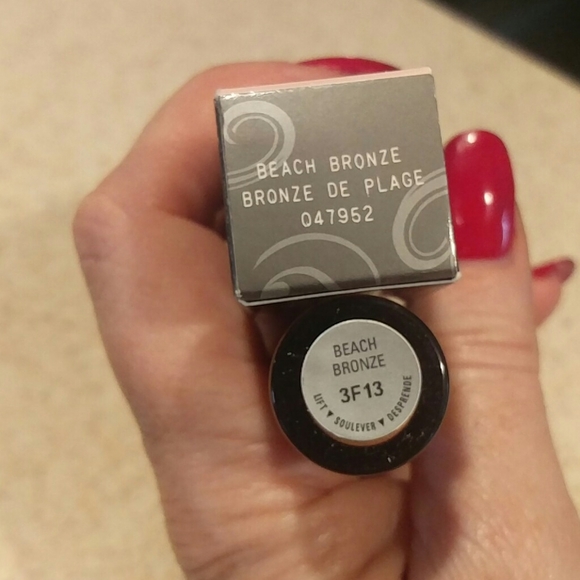 BEACH BRONZE
BRONZE DE PLAGE
047952
BEACH
BRONZE
3F13
LIFT ▼ SOULEVER ▼ DESPRENDE